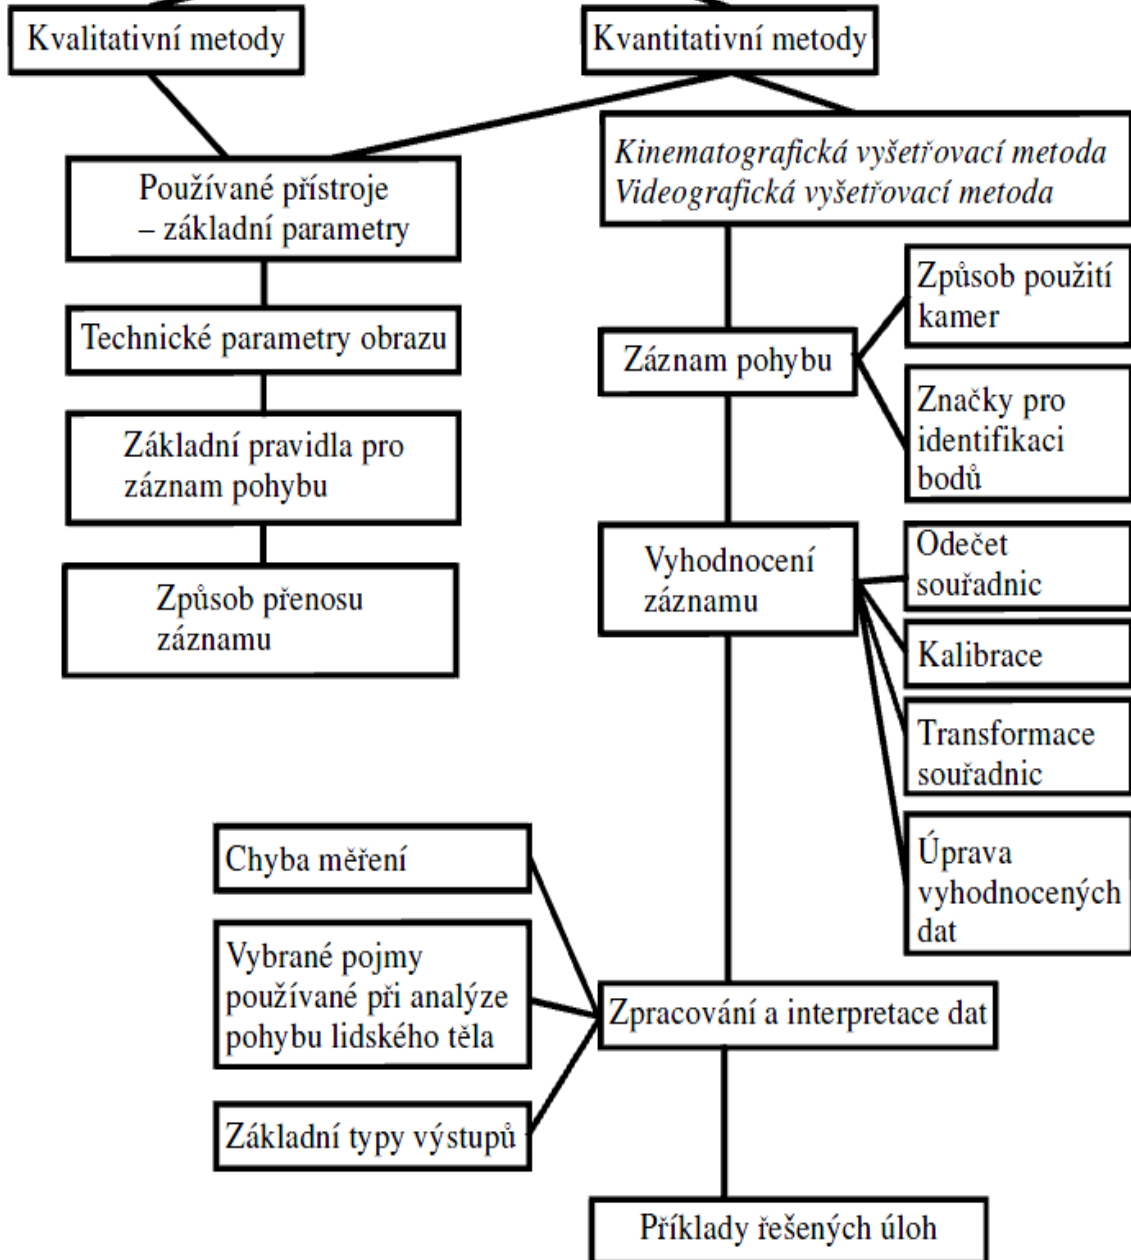 Kvalitativní metody
Kvantitativní metody
Kinematografická vyšetřovací metoda
Videografická vyšetřovací metoda
Používané přístroje
– základní parametry
Technické parametry obrazu
Základní pravidla pro
záznam pohybu
Způsob přenosu
záznamu
Záznam pohybu
Způsob použití
kamer
Značky pro
identifikaci
bodů
Vyhodnocení
záznamu
Odečet
souřadnic
Kalibrace
Transformace
souřadnic
Úprava
vyhodnocených
dat
Chyba měření
Vybrané pojmy
používané při analýze
pohybu lidského těla
Základní typy výstupů
Zpracování a interpretace dat
Příklady řešených úloh